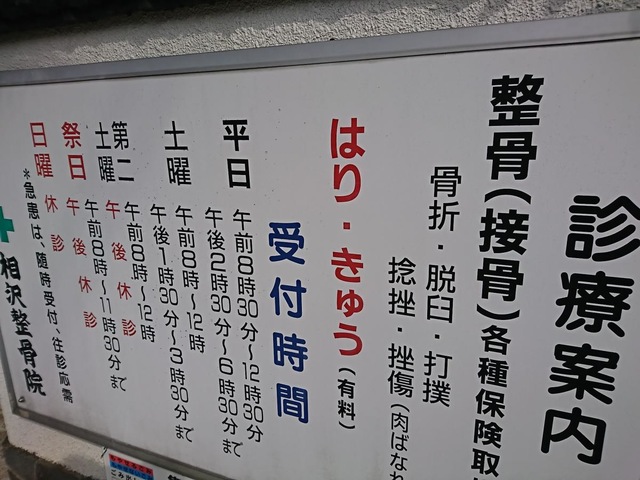 診療案内
整骨(接骨)各種保険取
骨折・脱臼・打撲
捻挫・挫傷(肉ばなれ
はり・きゅう(有料)
受付時間
平日 午前8時30分〜12時30分
午後2時30分〜6時30分まで
土曜 午前8時〜12時
午後1時30分〜3時30分まで
第二土曜 午前8時〜12時
午後休診
祭日 午前8時〜11時30分まで
午後休診
日曜 休診
*急患は、随時受付、往診応需
相沢整骨院